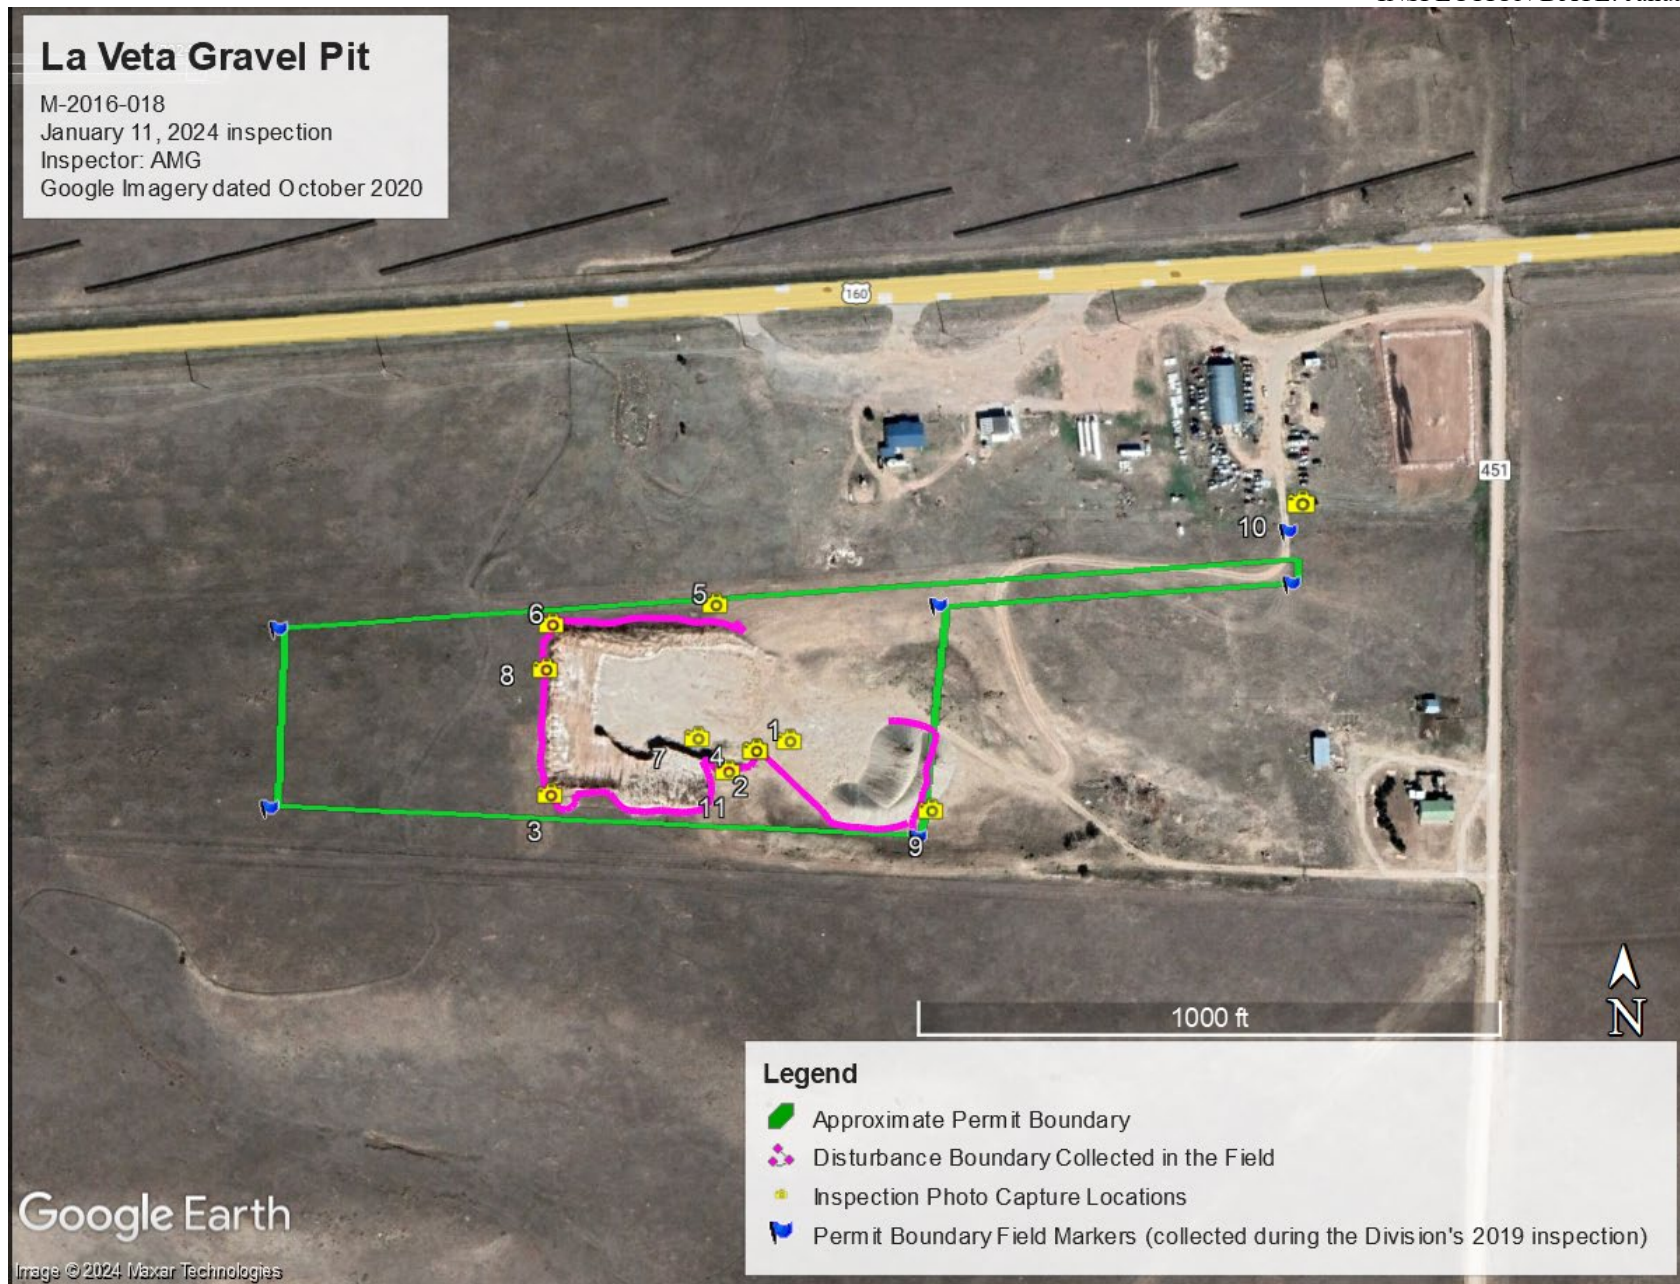 La Veta Gravel Pit
M-2016-018
January 11, 2024 inspection
Inspector: AMG
Google Imagery dated October 2020
160
451
10
5
6
8
1
7
4
2
11
3
9
1000 ft
N
Legend
Approximate Permit Boundary
Disturbance Boundary Collected in the Field
Inspection Photo Capture Locations
Permit Boundary Field Markers (collected during the Division's 2019 inspection)
Google Earth
Image © 2024 Maxar Technologies